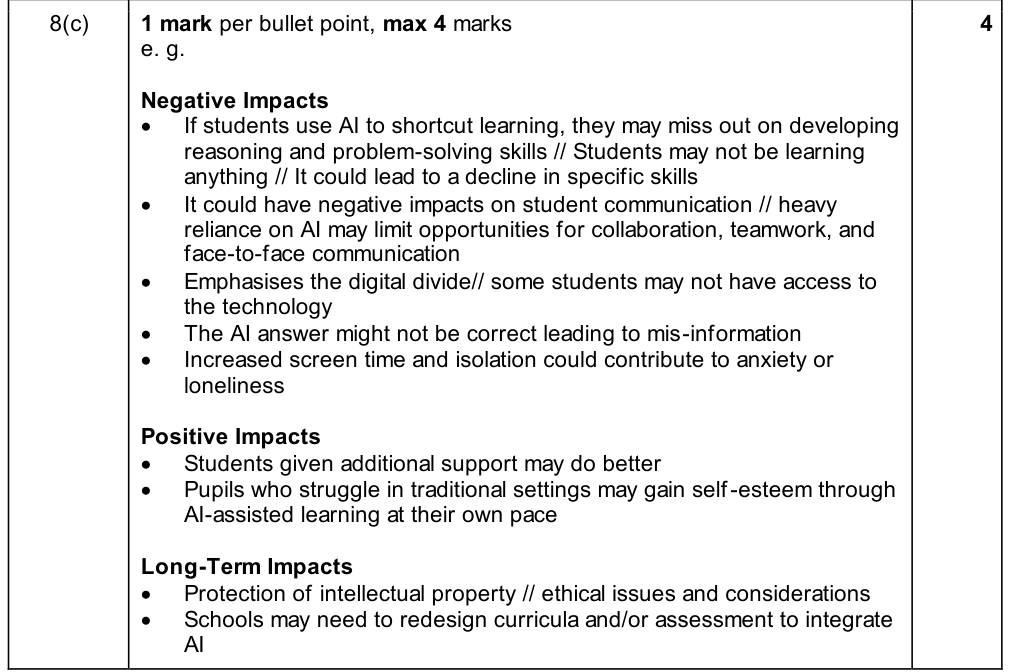 8(c) 1 mark per bullet point, max 4 marks 4
e. g.
Negative Impacts
• If students use AI to shortcut learning, they may miss out on developing
reasoning and problem-solving skills // Students may not be learning
anything // It could lead to a decline in specific skills
• It could have negative impacts on student communication // heavy
reliance on AI may limit opportunities for collaboration, teamwork, and
face-to-face communication
• Emphasises the digital divide// some students may not have access to
the technology
• The AI answer might not be correct leading to mis-information
• Increased screen time and isolation could contribute to anxiety or
loneliness
Positive Impacts
• Students given additional support may do better
• Pupils who struggle in traditional settings may gain self-esteem through
AI-assisted learning at their own pace
Long-Term Impacts
• Protection of intellectual property // ethical issues and considerations
• Schools may need to redesign curricula and/or assessment to integrate
AI